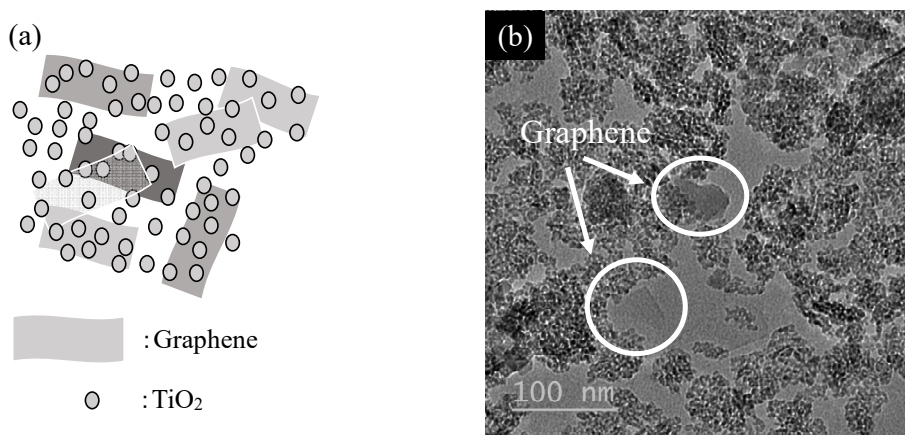 (a)
: Graphene
: TiO₂
(b)
Graphene
100 nm